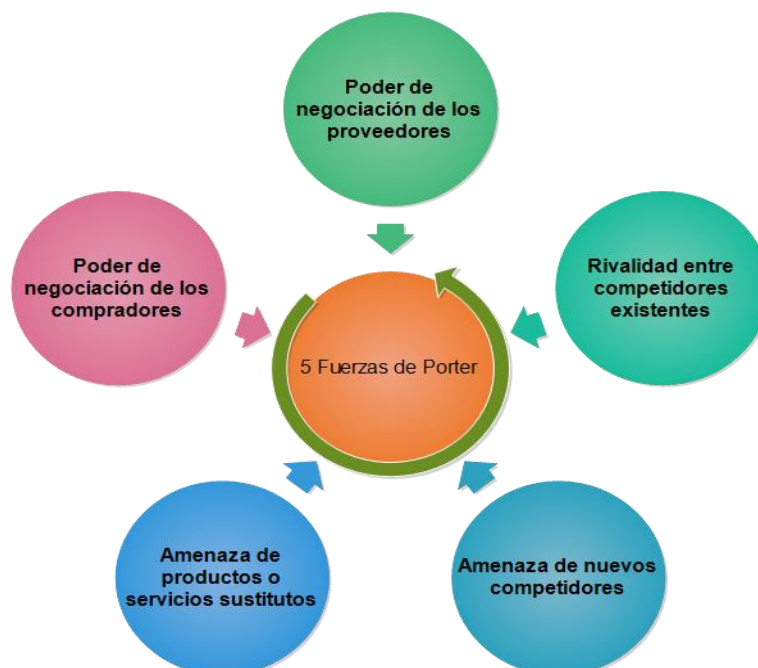 Poder de
negociación de los
proveedores
Poder de
negociación de los
compradores
Rivalidad entre
competidores
existentes
5 Fuerzas de Porter
Amenaza de
productos o
servicios sustitutos
Amenaza de nuevos
competidores